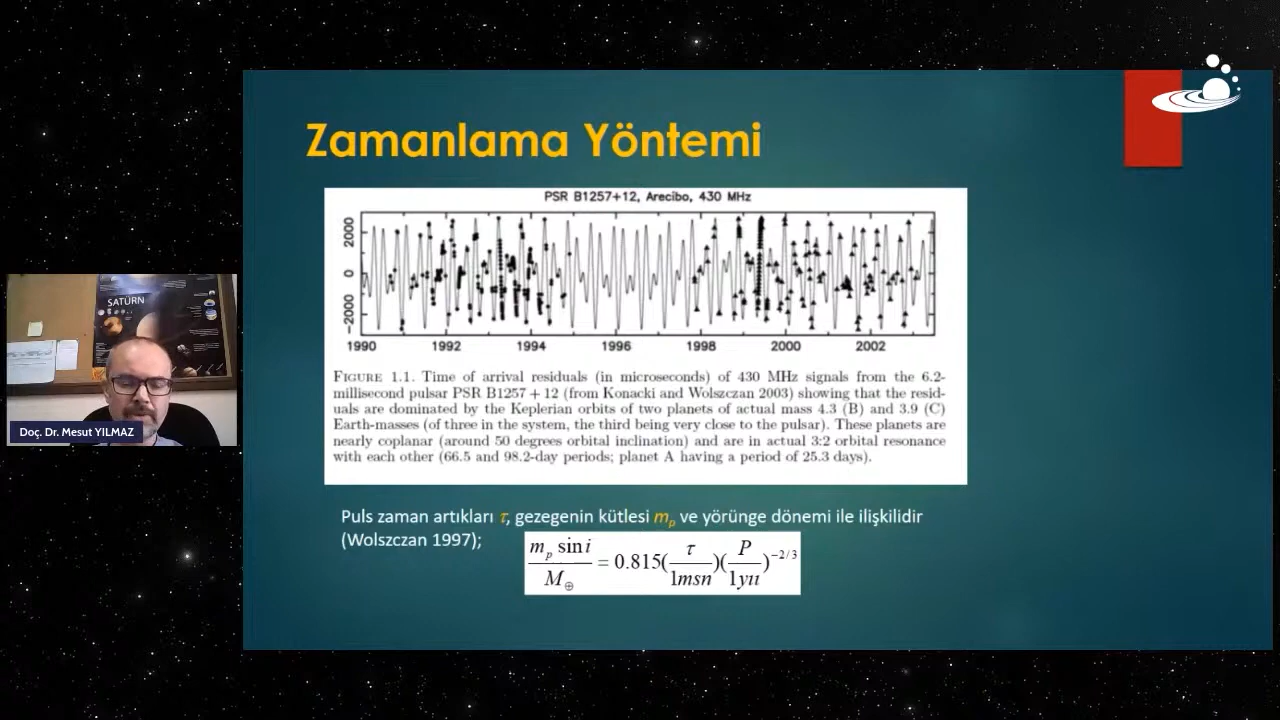 Zamanlama Yöntemi
PSR B1257+12, Arecibo, 430 MHz
2000
0
−2000
1990 1992 1994 1996 1998 2000 2002
FIGURE 1.1. Time of arrival residuals (in microseconds) of 430 MHz signals from the 6.2-
millisecond pulsar PSR B1257 + 12 (from Konacki and Wolszczan 2003) showing that the resid-
uals are dominated by the Keplerian orbits of two planets of actual mass 4.3 (B) and 3.9 (C)
Earth-masses (of three in the system, the third being very close to the pulsar). These planets are
nearly coplanar (around 50 degrees orbital inclination) and are in actual 3:2 orbital resonance
with each other (66.5 and 98.2-day periods; planet A having a period of 25.3 days).
SATÜRN
Doç. Dr. Mesut YILMAZ
Puls zaman artıkları τ, gezegenin kütlesi mₚ ve yörünge dönemi ile ilişkilidir
(Wolszczan 1997);
mₚ sin i / M⊕ = 0.815(τ / 1msn)(P / 1yıl)^−2/3